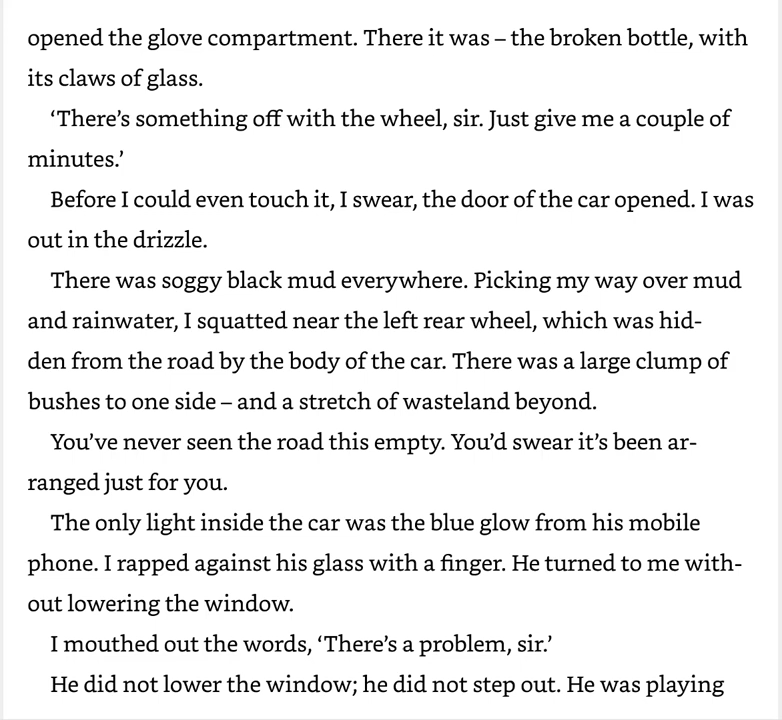 opened the glove compartment. There it was – the broken bottle, with
its claws of glass.
‘There’s something off with the wheel, sir. Just give me a couple of
minutes.’
Before I could even touch it, I swear, the door of the car opened. I was
out in the drizzle.
There was soggy black mud everywhere. Picking my way over mud
and rainwater, I squatted near the left rear wheel, which was hid-
den from the road by the body of the car. There was a large clump of
bushes to one side – and a stretch of wasteland beyond.
You’ve never seen the road this empty. You’d swear it’s been ar-
ranged just for you.
The only light inside the car was the blue glow from his mobile
phone. I rapped against his glass with a finger. He turned to me with-
out lowering the window.
I mouthed out the words, ‘There’s a problem, sir.’
He did not lower the window; he did not step out. He was playing